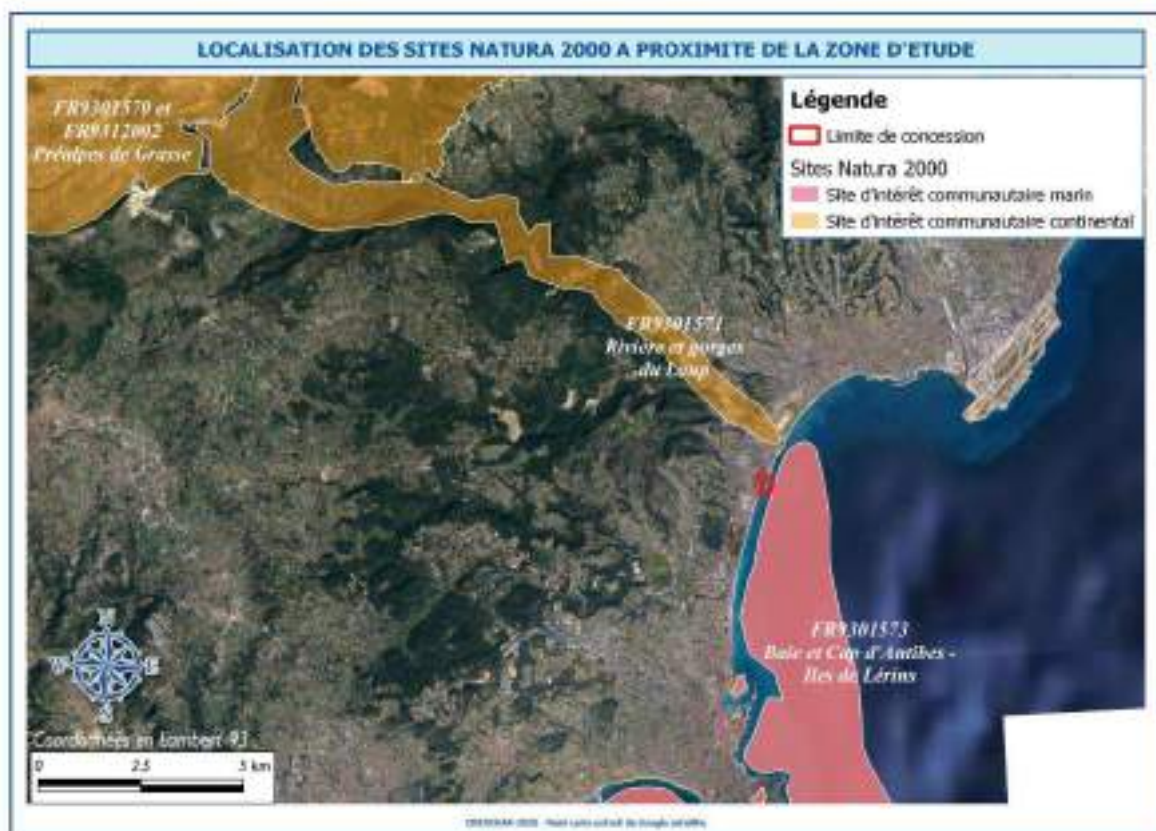 LOCALISATION DES SITES NATURA 2000 A PROXIMITE DE LA ZONE D'ETUDE
FR9301570 et
FR9312002
Préalpes de Grasse
Légende
Limite de concession
Sites Natura 2000
Site d'intérêt communautaire marin
Site d'intérêt communautaire continental
FR9301571
Rivière et gorges
du Loup
FR9301573
Baie et Cap d'Antibes -
Iles de Lérins
N
W E
S
Coordonnées en Lambert 93
0 2.5 5 km